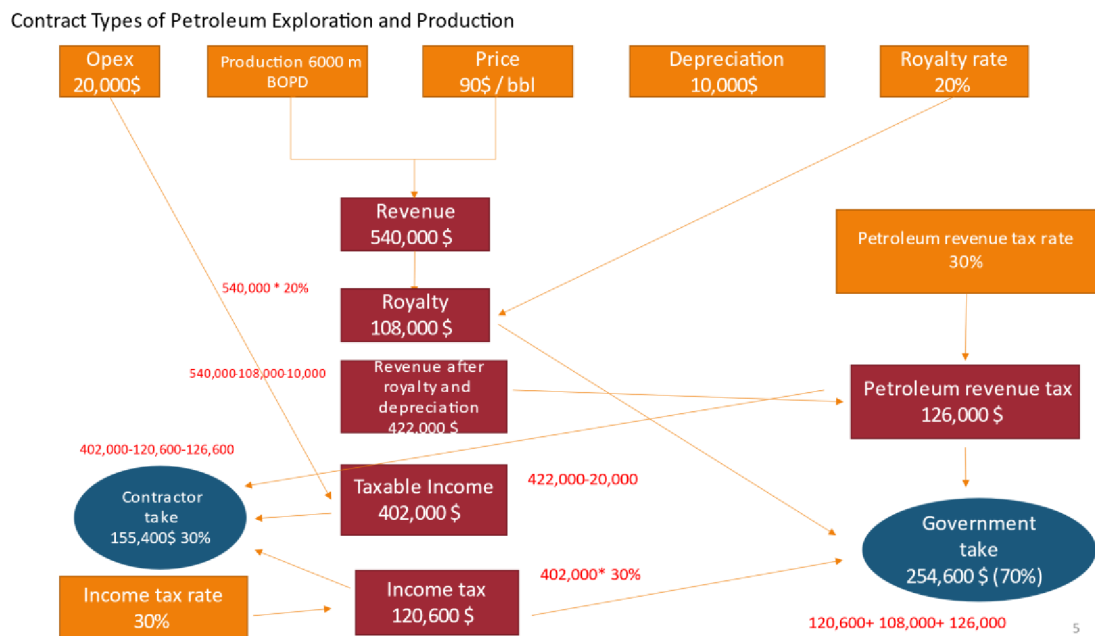 Contract Types of Petroleum Exploration and Production
Opex
20,000$
Production 6000 m
BOPD
Price
90$ / bbl
Depreciation
10,000$
Royalty rate
20%
Revenue
540,000 $
Petroleum revenue tax rate
30%
540,000 * 20%
Royalty
108,000 $
540,000-108,000-10,000
Revenue after
royalty and
depreciation
422,000 $
Petroleum revenue tax
126,000 $
402,000-120,600-126,600
Contractor
take
155,400$ 30%
Taxable Income
402,000 $
422,000-20,000
Government
take
254,600 $ (70%)
Income tax rate
30%
Income tax
120,600 $
402,000* 30%
120,600+ 108,000+ 126,000
5